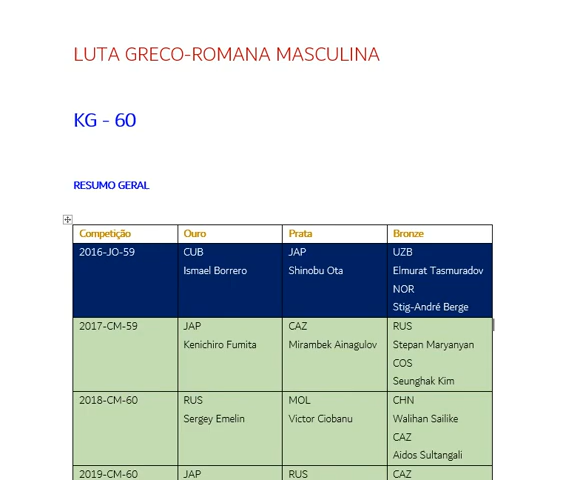 LUTA GRECO-ROMANA MASCULINA
KG - 60
RESUMO GERAL
Competição Ouro Prata Bronze
2016-JO-59 CUB JAP UZB
Ismael Borrero Shinobu Ota Elmurat Tasmuradov
NOR
Stig-André Berge
2017-CM-59 JAP CAZ RUS
Kenichiro Fumita Mirambek Ainagulov Stepan Maryanyan
COS
Seunghak Kim
2018-CM-60 RUS MOL CHN
Sergey Emelin Victor Ciobanu Walihan Sailike
CAZ
Aidos Sultangali
2019-CM-60 JAP RUS CAZ